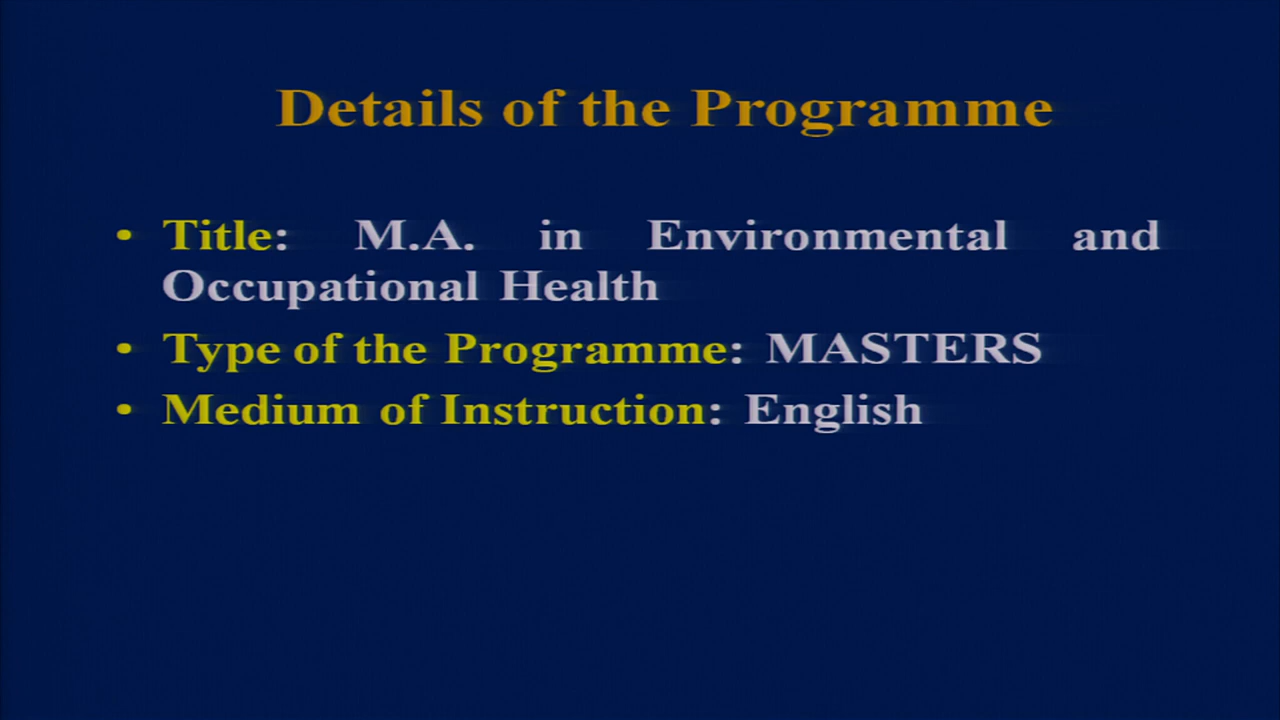 Details of the Programme
• Title: M.A. in Environmental and
Occupational Health
• Type of the Programme: MASTERS
• Medium of Instruction: English